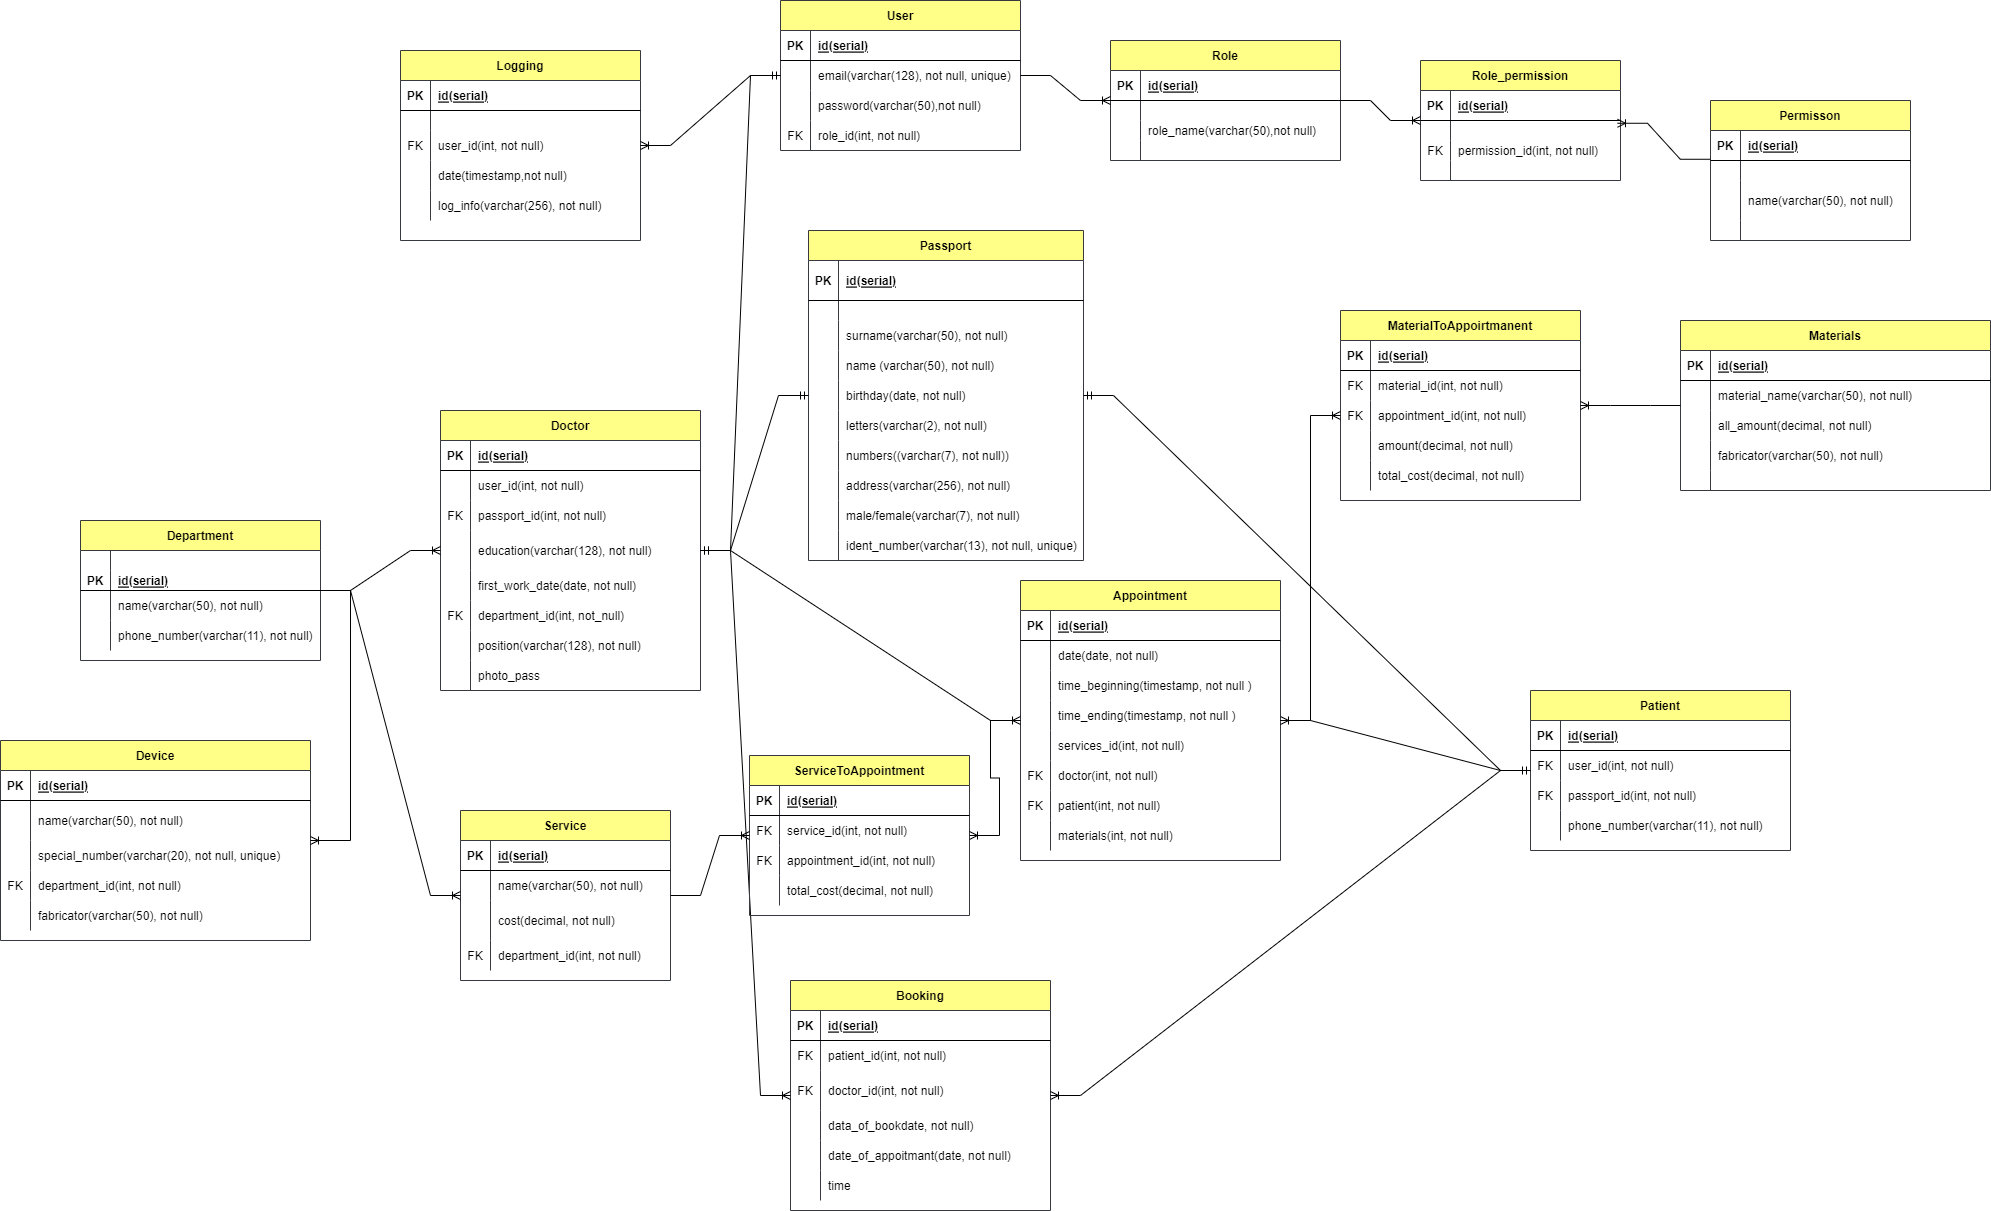 User
PK id(serial)
email(varchar(128), not null, unique)
password(varchar(50),not null)
FK role_id(int, not null)
Logging
PK id(serial)
FK user_id(int, not null)
date(timestamp,not null)
log_info(varchar(256), not null)
Role
PK id(serial)
role_name(varchar(50),not null)
Role_permission
PK id(serial)
FK permission_id(int, not null)
Permisson
PK id(serial)
name(varchar(50), not null)
Passport
PK id(serial)
surname(varchar(50), not null)
name (varchar(50), not null)
birthday(date, not null)
letters(varchar(2), not null)
numbers((varchar(7), not null))
address(varchar(256), not null)
male/female(varchar(7), not null)
ident_number(varchar(13), not null, unique)
MaterialToAppoirtmanent
PK id(serial)
FK material_id(int, not null)
FK appointment_id(int, not null)
amount(decimal, not null)
total_cost(decimal, not null)
Materials
PK id(serial)
material_name(varchar(50), not null)
all_amount(decimal, not null)
fabricator(varchar(50), not null)
Doctor
PK id(serial)
user_id(int, not null)
FK passport_id(int, not null)
education(varchar(128), not null)
first_work_date(date, not null)
FK department_id(int, not_null)
position(varchar(128), not null)
photo_pass
Department
PK id(serial)
name(varchar(50), not null)
phone_number(varchar(11), not null)
Appointment
PK id(serial)
date(date, not null)
time_beginning(timestamp, not null )
time_ending(timestamp, not null )
services_id(int, not null)
FK doctor(int, not null)
FK patient(int, not null)
materials(int, not null)
Patient
PK id(serial)
FK user_id(int, not null)
FK passport_id(int, not null)
phone_number(varchar(11), not null)
Device
PK id(serial)
name(varchar(50), not null)
special_number(varchar(20), not null, unique)
FK department_id(int, not null)
fabricator(varchar(50), not null)
ServiceToAppointment
PK id(serial)
FK service_id(int, not null)
FK appointment_id(int, not null)
total_cost(decimal, not null)
Service
PK id(serial)
name(varchar(50), not null)
cost(decimal, not null)
FK department_id(int, not null)
Booking
PK id(serial)
FK patient_id(int, not null)
FK doctor_id(int, not null)
data_of_bookdate, not null)
date_of_appoitmant(date, not null)
time